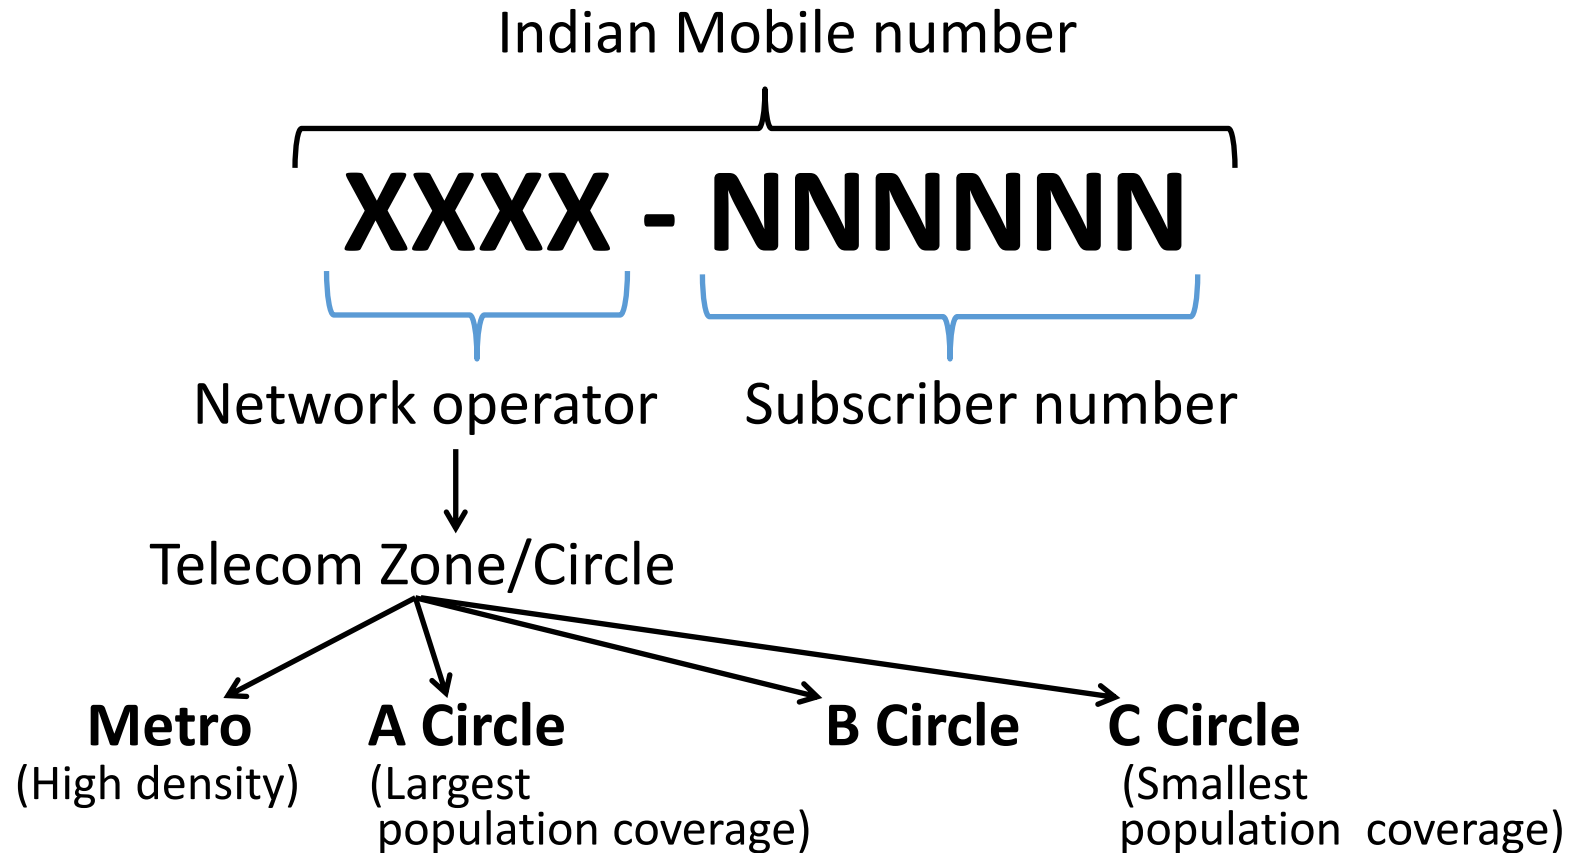 Indian Mobile number
XXXX - NNNNNN
Network operator
Subscriber number
Telecom Zone/Circle
Metro
(High density)
A Circle
(Largest
population coverage)
B Circle
C Circle
(Smallest
population coverage)